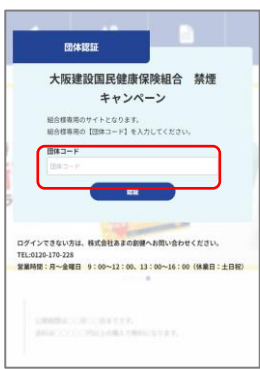 団体認証
大阪建設国民健康保険組合 禁煙
キャンペーン
組合様専用のサイトとなります。
組合様専用の【団体コード】を入力してください。
団体コード
団体コード
認証
ログインできない方は、株式会社あまの創健へお問い合わせください。
TEL:0120-170-228
営業時間：月〜金曜日 9：00〜12：00、13：00〜16：00（休業日：土日祝）